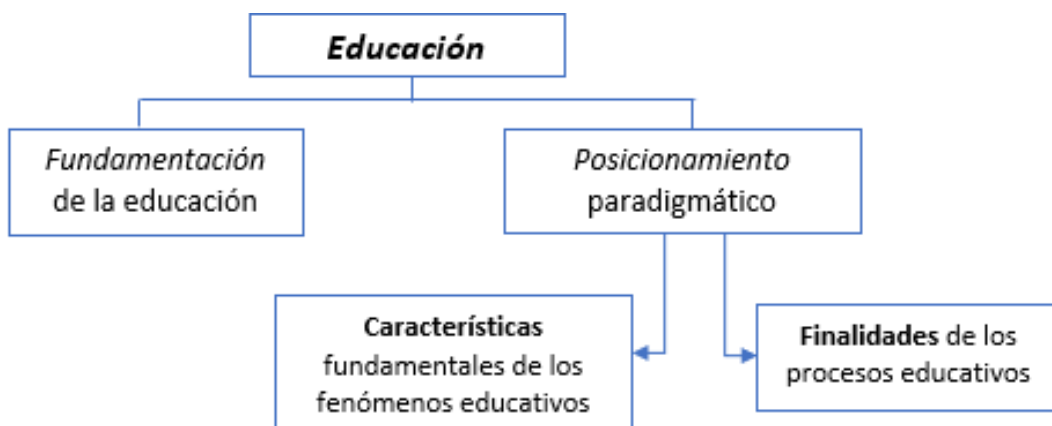 Educación
Fundamentación
de la educación
Posicionamiento
paradigmático
Características
fundamentales de los
fenómenos educativos
Finalidades de los
procesos educativos